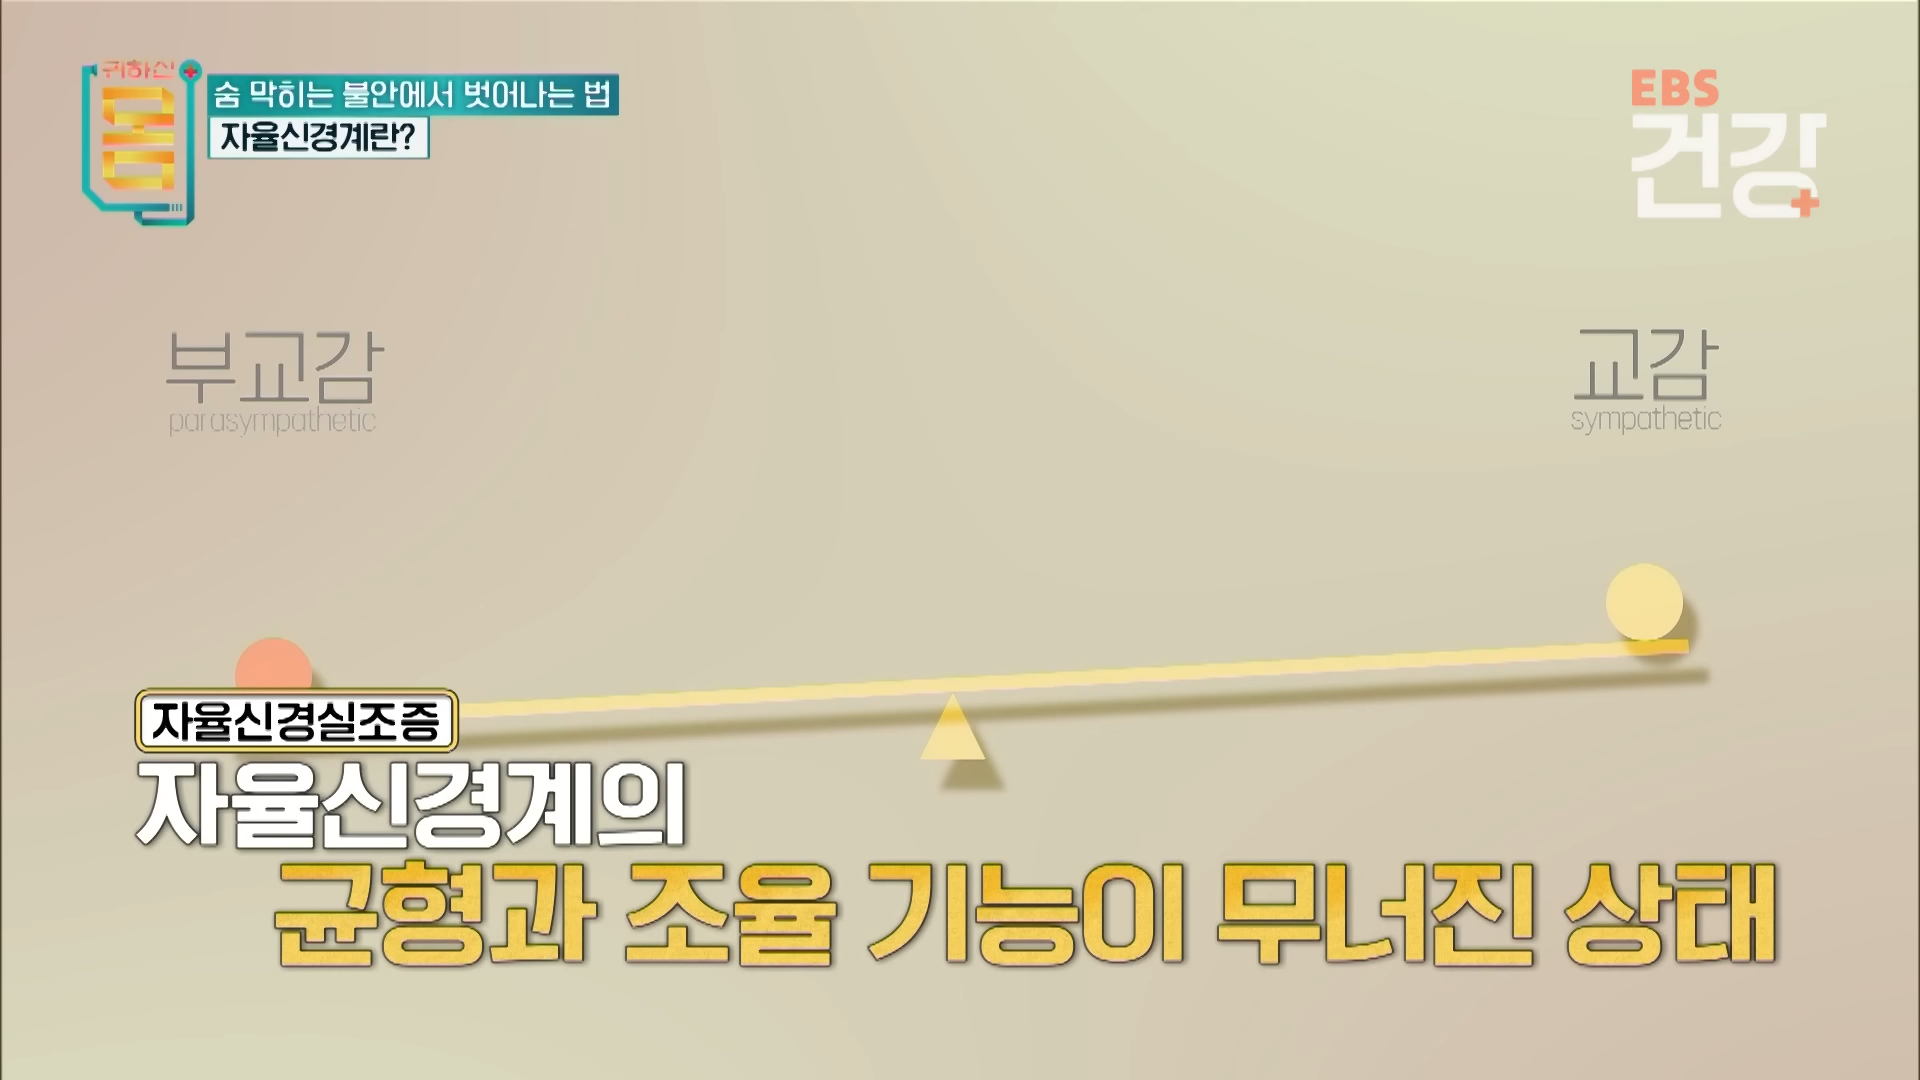 귀하신
몸
숨 막히는 불안에서 벗어나는 법
자율신경계란?
EBS
건강
부교감
parasympathetic
교감
sympathetic
자율신경실조증
자율신경계의
균형과 조율 기능이 무너진 상태